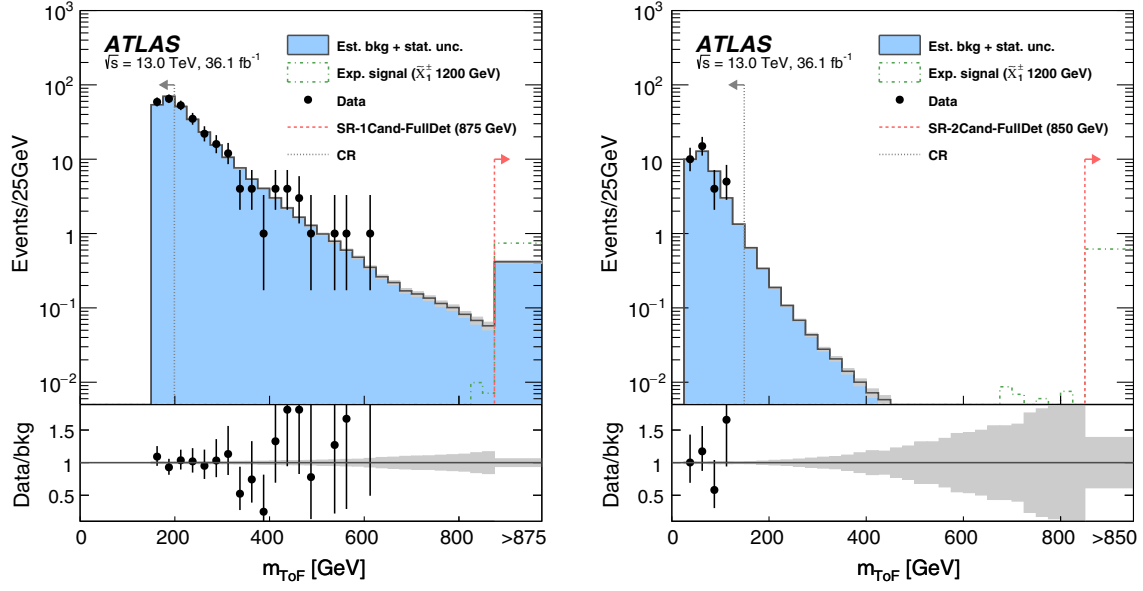 ATLAS
√s = 13.0 TeV, 36.1 fb⁻¹
Est. bkg + stat. unc.
Exp. signal (χ̃₁± 1200 GeV)
Data
SR-1Cand-FullDet (875 GeV)
CR
Events/25GeV
10³
10²
10
1
10⁻¹
10⁻²
Data/bkg
1.5
1
0.5
0 200 400 600 800 >875
m_ToF [GeV]
ATLAS
√s = 13.0 TeV, 36.1 fb⁻¹
Est. bkg + stat. unc.
Exp. signal (χ̃₁± 1200 GeV)
Data
SR-2Cand-FullDet (850 GeV)
CR
Events/25GeV
10³
10²
10
1
10⁻¹
10⁻²
Data/bkg
1.5
1
0.5
0 200 400 600 800 >850
m_ToF [GeV]